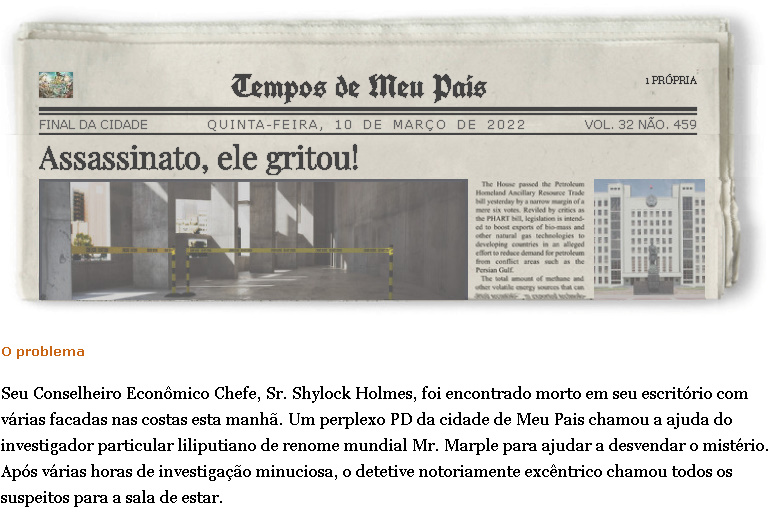 Tempos de Meu País
1 PRÓPRIA
FINAL DA CIDADE
QUINTA-FEIRA, 10 DE MARÇO DE 2022
VOL. 32 NÃO. 459
Assassinato, ele gritou!
The House passed the Petroleum
Homeland Ancillary Resource Trade
bill yesterday by a narrow margin of a
mere six votes. Reviled by critics as
the PHART bill, legislation is intend-
ed to boost exports of bio-mass and
other natural gas technologies to
developing countries in an alleged
effort to reduce demand for petroleum
from conflict areas such as the
Persian Gulf.
The total amount of methane and
other volatile energy sources that can
O problema
Seu Conselheiro Econômico Chefe, Sr. Shylock Holmes, foi encontrado morto em seu escritório com
várias facadas nas costas esta manhã. Um perplexo PD da cidade de Meu Pais chamou a ajuda do
investigador particular liliputiano de renome mundial Mr. Marple para ajudar a desvendar o mistério.
Após várias horas de investigação minuciosa, o detetive notoriamente excêntrico chamou todos os
suspeitos para a sala de estar.